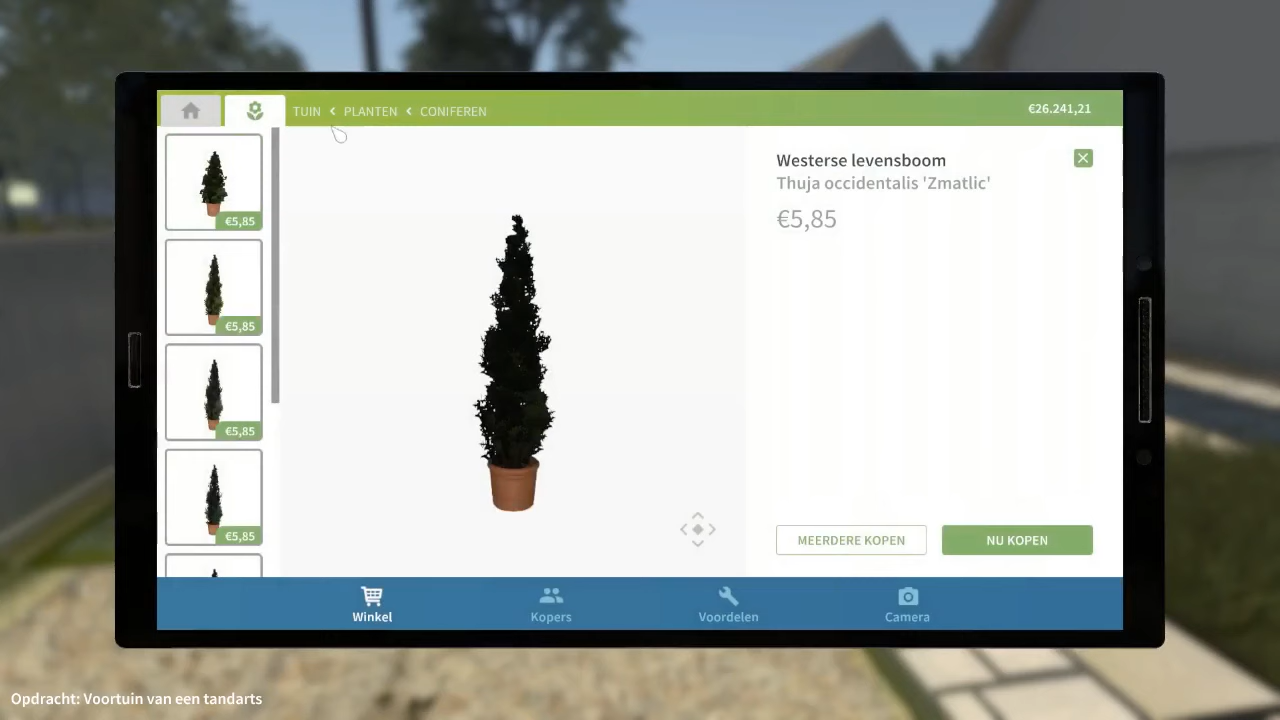 TUIN < PLANTEN < CONIFEREN
€26.241,21
€5,85
€5,85
€5,85
€5,85
Westerse levensboom
Thuja occidentalis 'Zmatlic'
€5,85
MEERDERE KOPEN
NU KOPEN
Winkel
Kopers
Voordelen
Camera
Opdracht: Voortuin van een tandarts